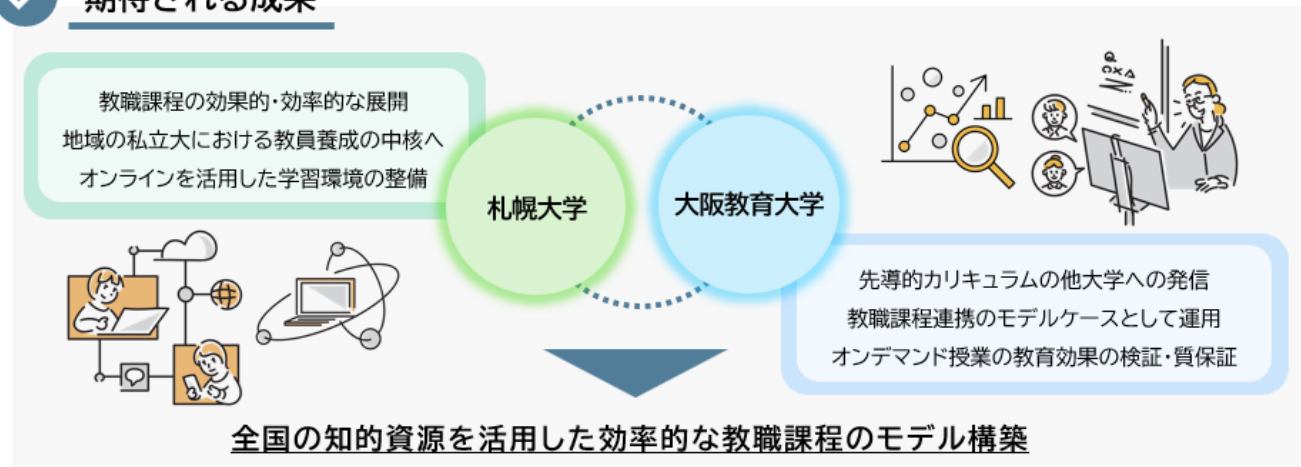 期待される成果
教職課程の効果的・効率的な展開
地域の私立大における教員養成の中核へ
オンラインを活用した学習環境の整備
札幌大学
大阪教育大学
先導的カリキュラムの他大学への発信
教職課程連携のモデルケースとして運用
オンデマンド授業の教育効果の検証・質保証
全国の知的資源を活用した効率的な教職課程のモデル構築